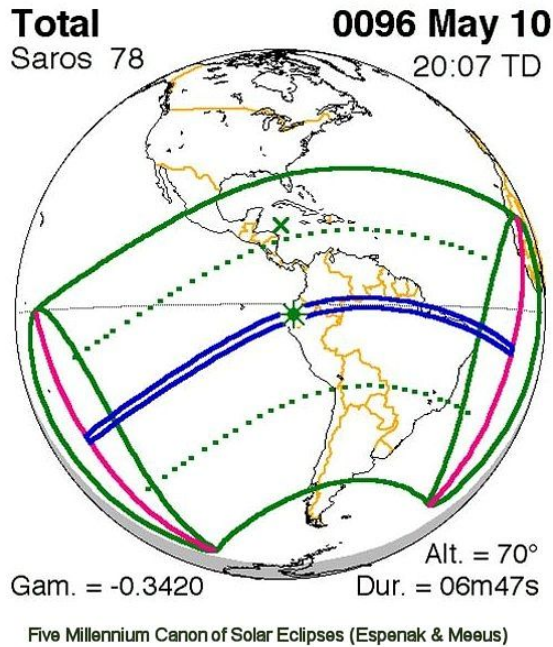 Total 0096 May 10
Saros 78 20:07 TD
Alt. = 70°
Gam. = -0.3420 Dur. = 06m47s
Five Millennium Canon of Solar Eclipses (Espenak & Meeus)